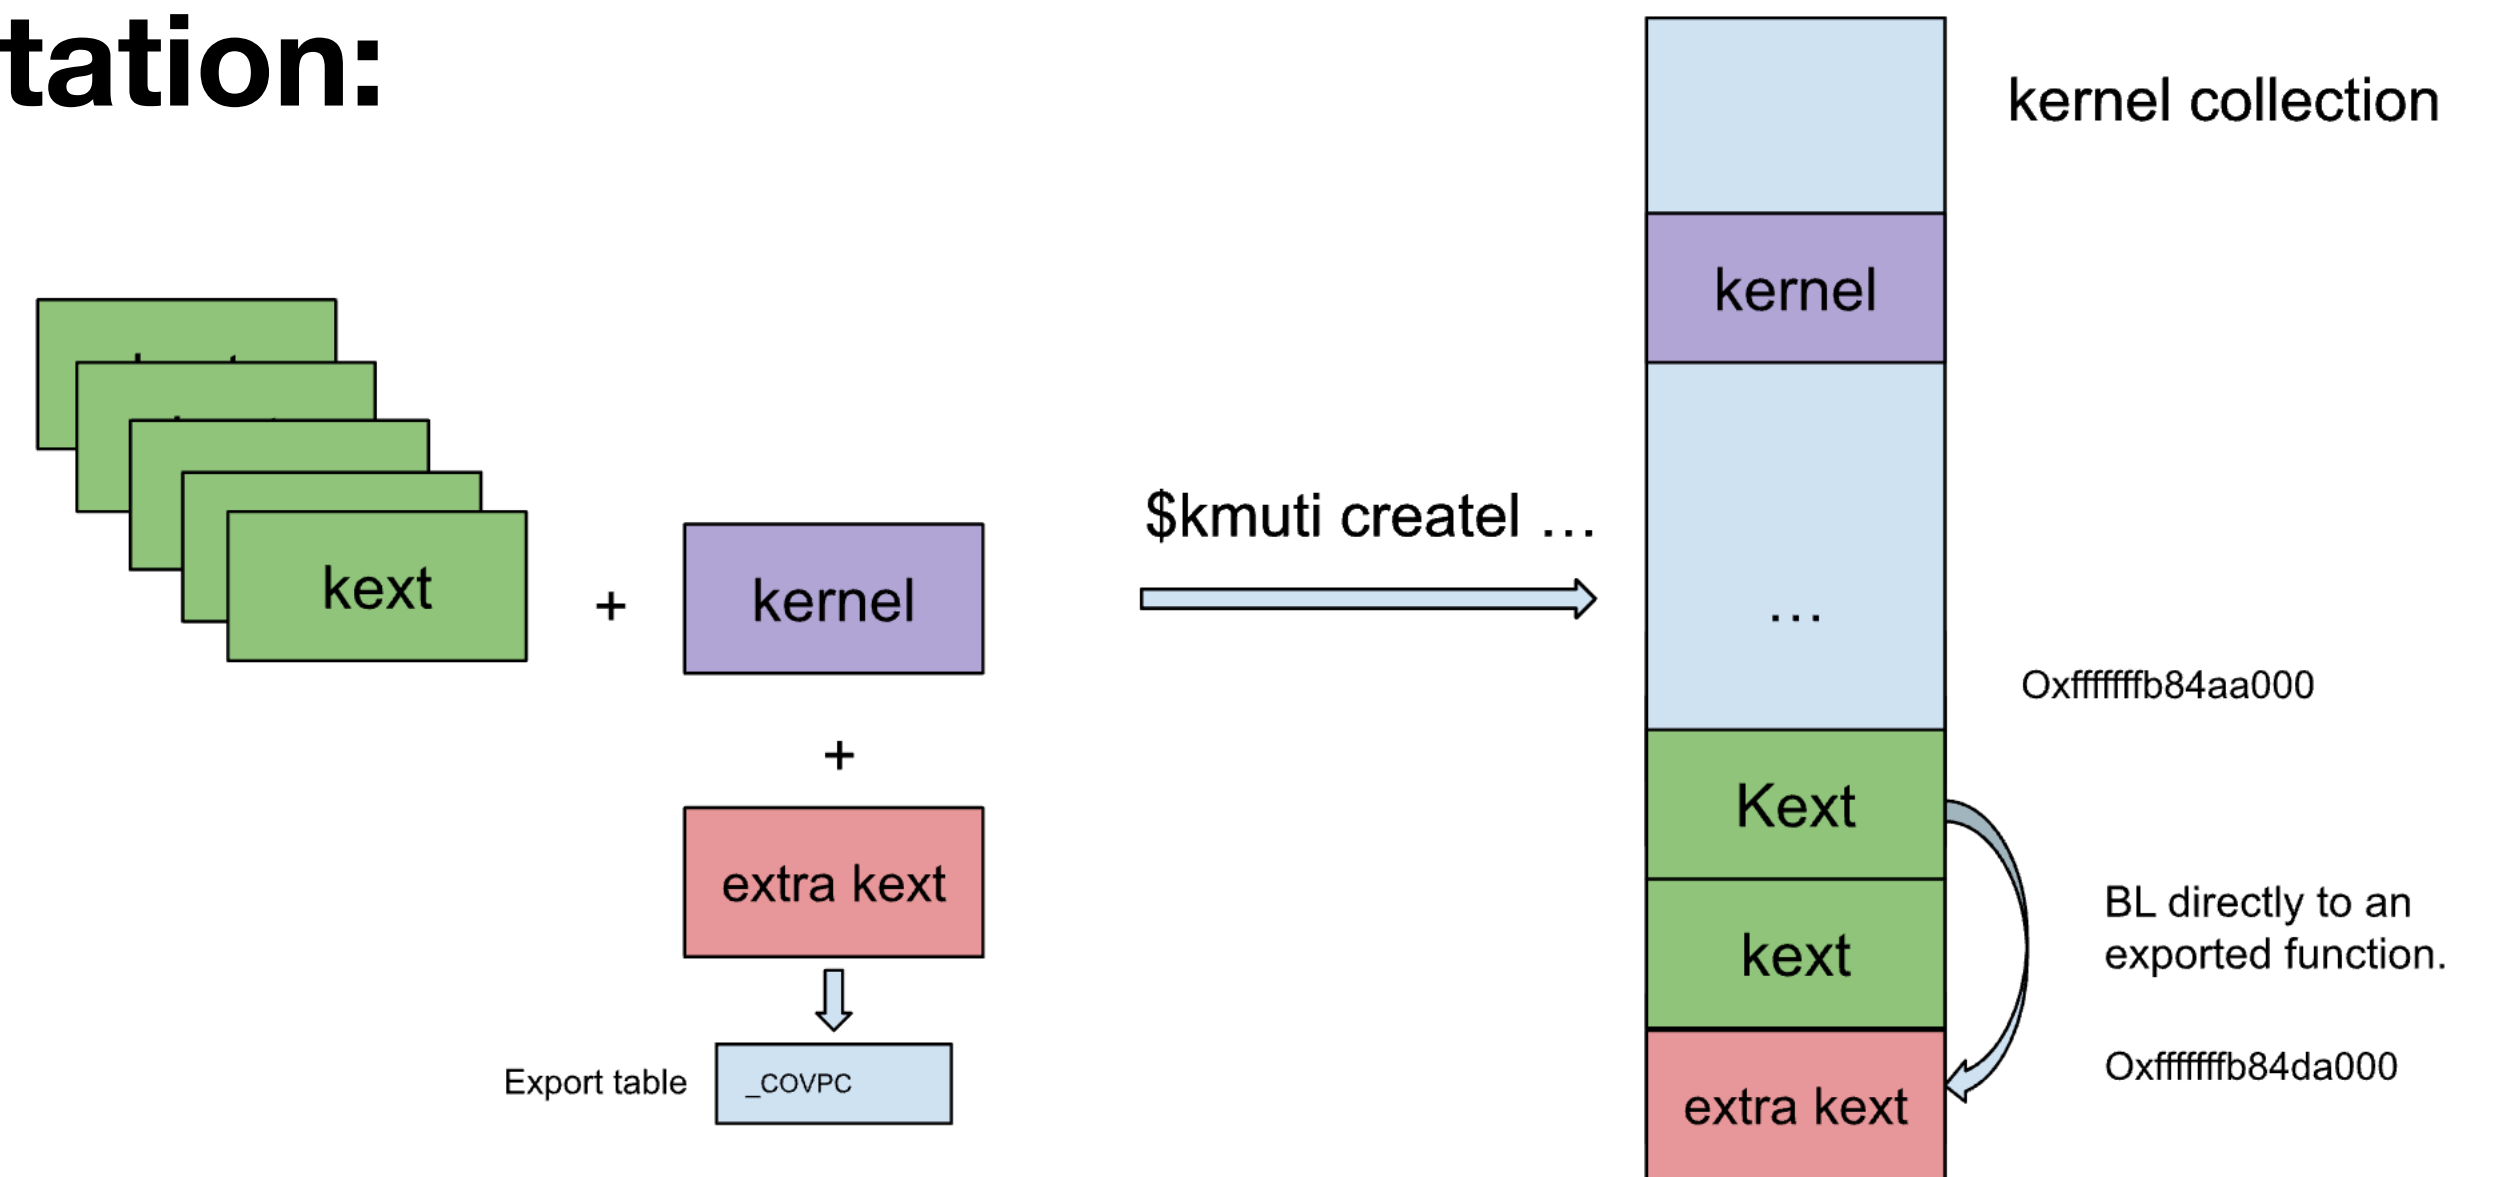 tation:
kernel collection
kernel
kext
+
kernel
$kmuti createl ...
...
Oxfffffffb84aa000
+
Kext
extra kext
BL directly to an
exported function.
kext
Export table
_COVPC
Oxfffffffb84da000
extra kext